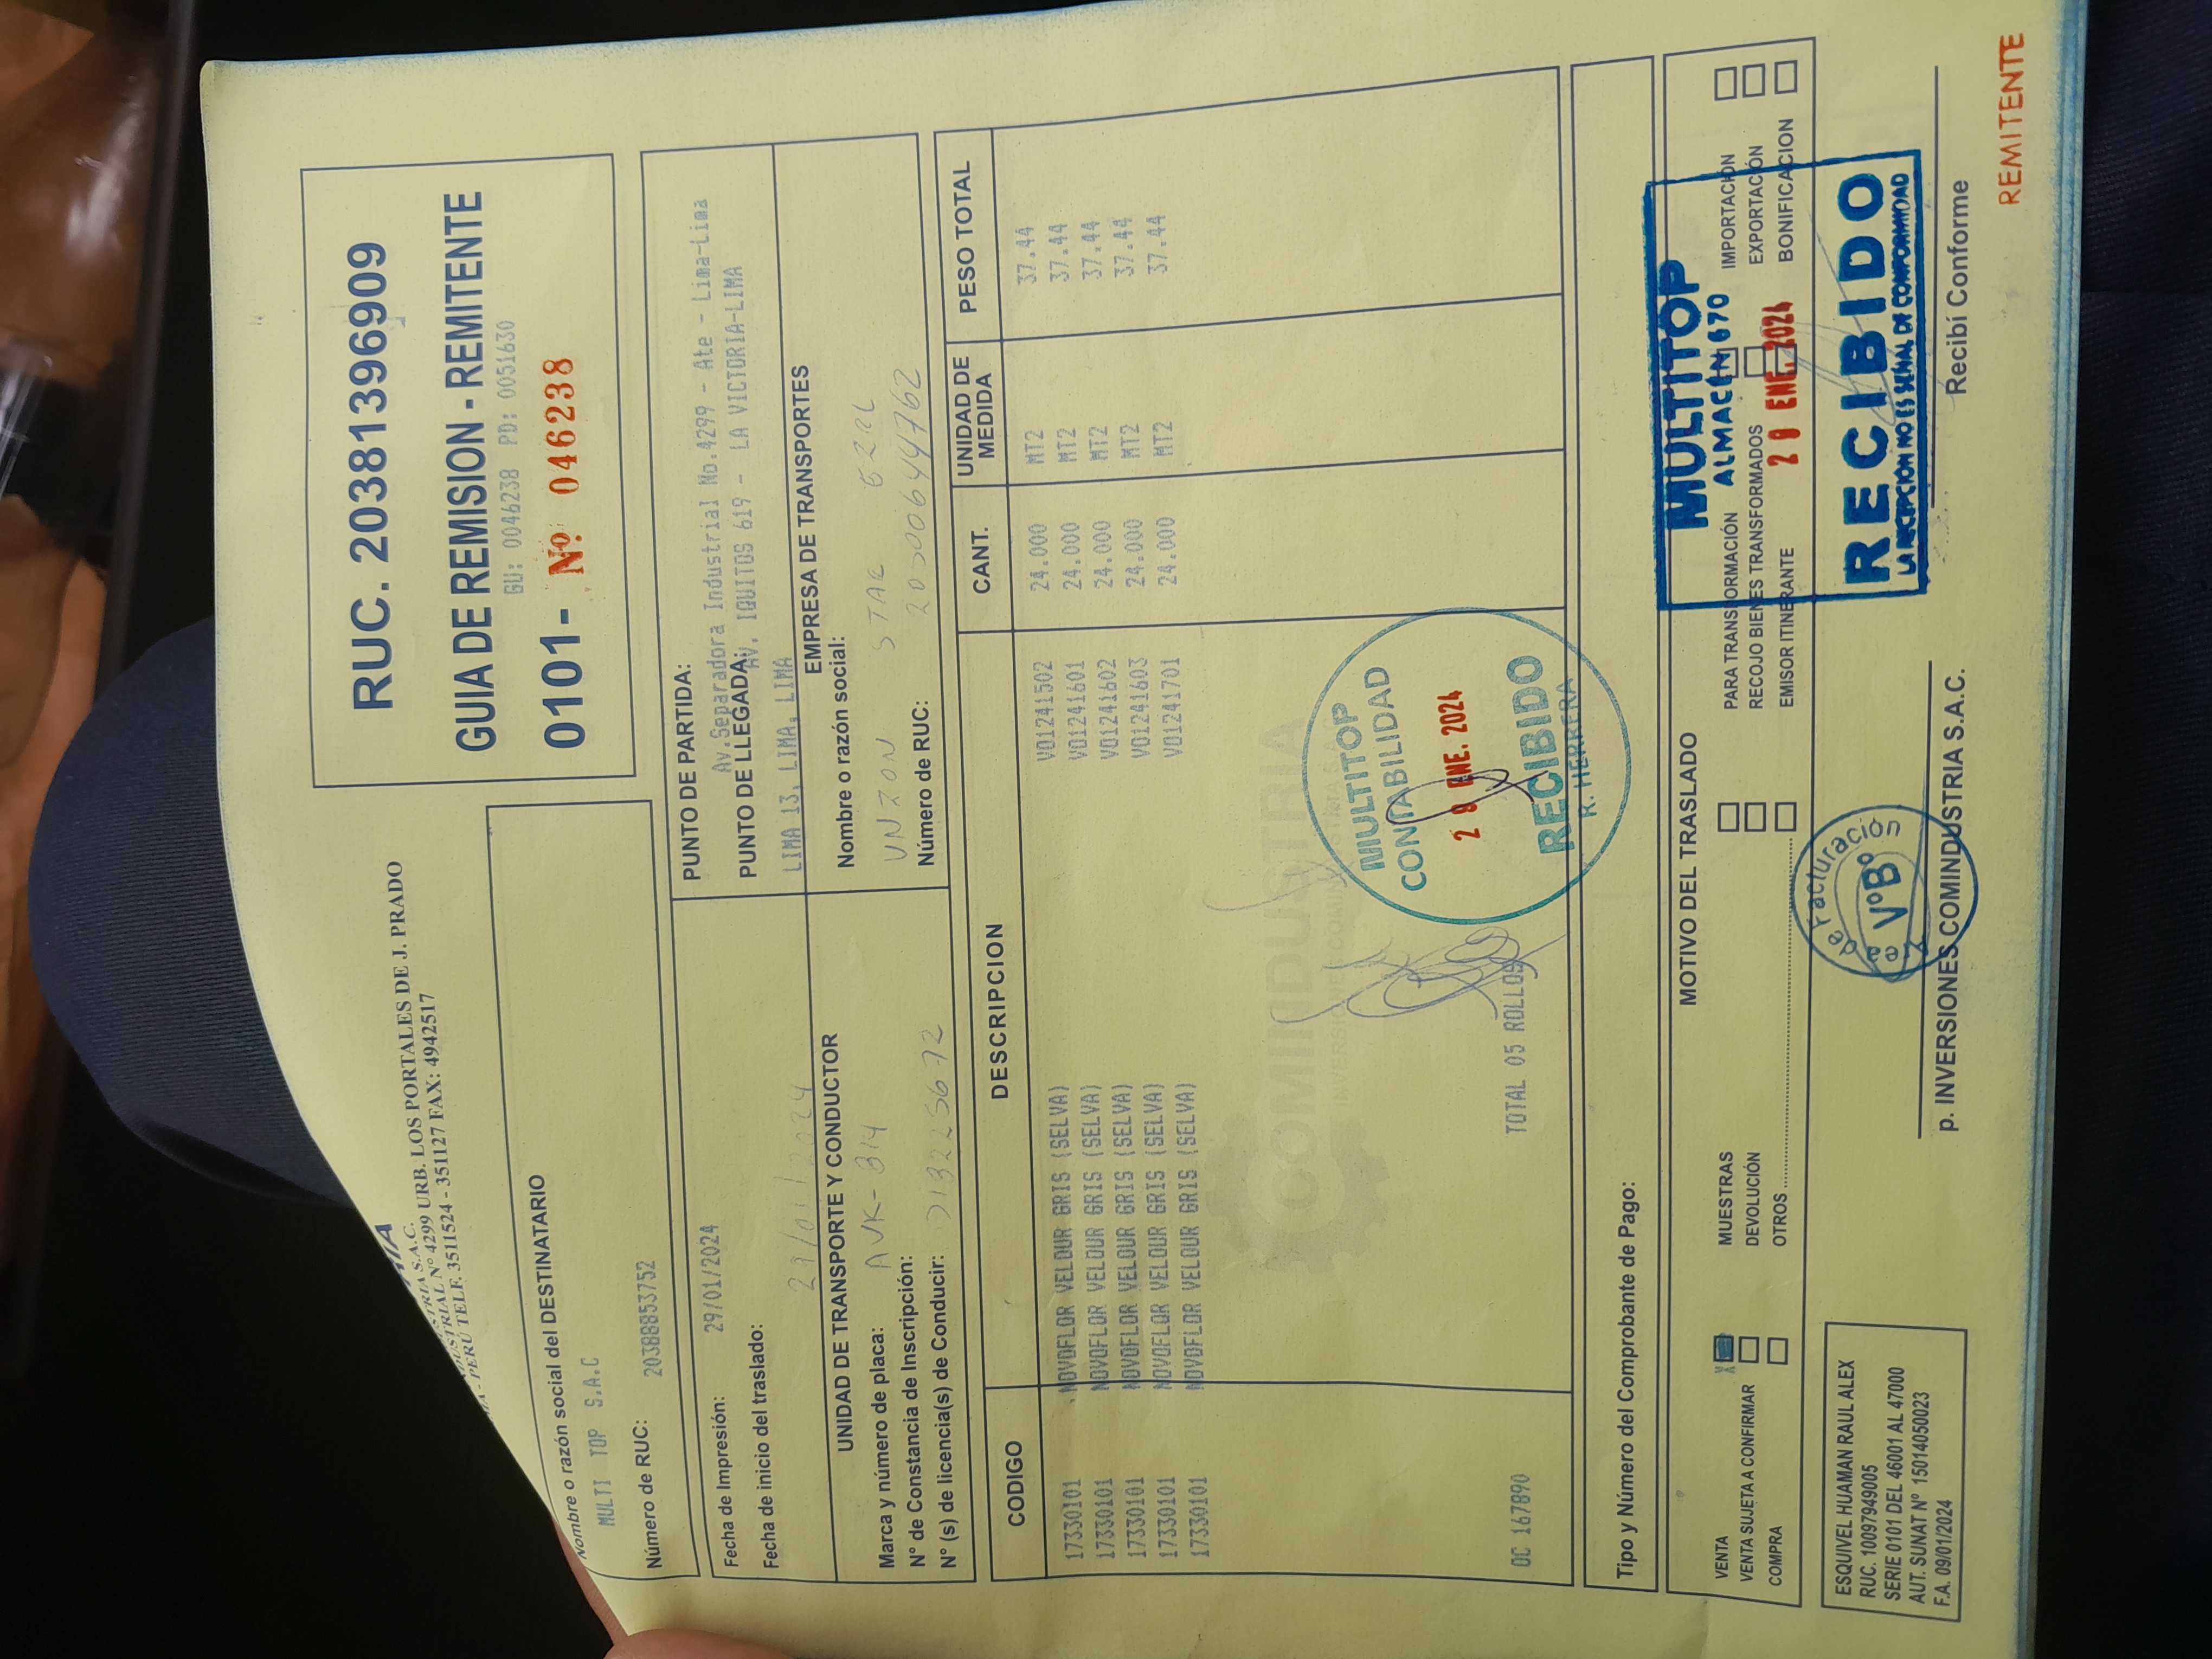 RUC. 20381396909
GUIA DE REMISION - REMITENTE
GU: 0046238 PD: 0051630
0101- Nº 046238
S.A.C.
Nº 4299 URB. LOS PORTALES DE J. PRADO
PERÚ TELF. 3511524 - 351127 FAX: 4942517
Nombre o razón social del DESTINATARIO
MULTI TOP S.A.C
Número de RUC: 20388853752
Fecha de Impresión: 29/01/2024
Fecha de inicio del traslado:
PUNTO DE PARTIDA:
Av.Separadora Industrial No.4299 - Ate - Lima-Lima
PUNTO DE LLEGADA:
AV. IQUITOS 619 - LA VICTORIA-LIMA
LIMA 13, LIMA, LIMA
UNIDAD DE TRANSPORTE Y CONDUCTOR
Marca y número de placa: AVK-314
Nº de Constancia de Inscripción:
Nº (s) de licencia(s) de Conducir:
EMPRESA DE TRANSPORTES
Nombre o razón social:
Número de RUC:
CODIGO DESCRIPCION CANT. UNIDAD DE MEDIDA PESO TOTAL
17330101 NOVOFLOR VELOUR GRIS (SELVA) V01241502 24.000 MT2 37.44
17330101 NOVOFLOR VELOUR GRIS (SELVA) V01241601 24.000 MT2 37.44
17330101 NOVOFLOR VELOUR GRIS (SELVA) V01241602 24.000 MT2 37.44
17330101 NOVOFLOR VELOUR GRIS (SELVA) V01241603 24.000 MT2 37.44
17330101 NOVOFLOR VELOUR GRIS (SELVA) V01241701 24.000 MT2 37.44
COMINDUSTRIA
OC 167890 TOTAL 05 ROLLOS
MULTITOP
CONTABILIDAD
ENE. 2024
RECIBIDO
R. HERRERA
Tipo y Número del Comprobante de Pago:
MOTIVO DEL TRASLADO
VENTA X MUESTRAS PARA TRANSFORMACIÓN IMPORTACIÓN
VENTA SUJETA A CONFIRMAR DEVOLUCIÓN RECOJO BIENES TRANSFORMADOS EXPORTACIÓN
COMPRA OTROS EMISOR ITINERANTE BONIFICACION
MULTITOP
ALMACEN 670
ENE. 2024
RECIBIDO
LA RECEPCION NO ES SEÑAL DE CONFORMIDAD
de Facturación
VºBº
ESQUIVEL HUAMAN RAUL ALEX
RUC. 10097949005
SERIE 0101 DEL 46001 AL 47000
AUT. SUNAT Nº 15014050023
F.A. 09/01/2024
p. INVERSIONES COMINDUSTRIA S.A.C.
Recibí Conforme
REMITENTE